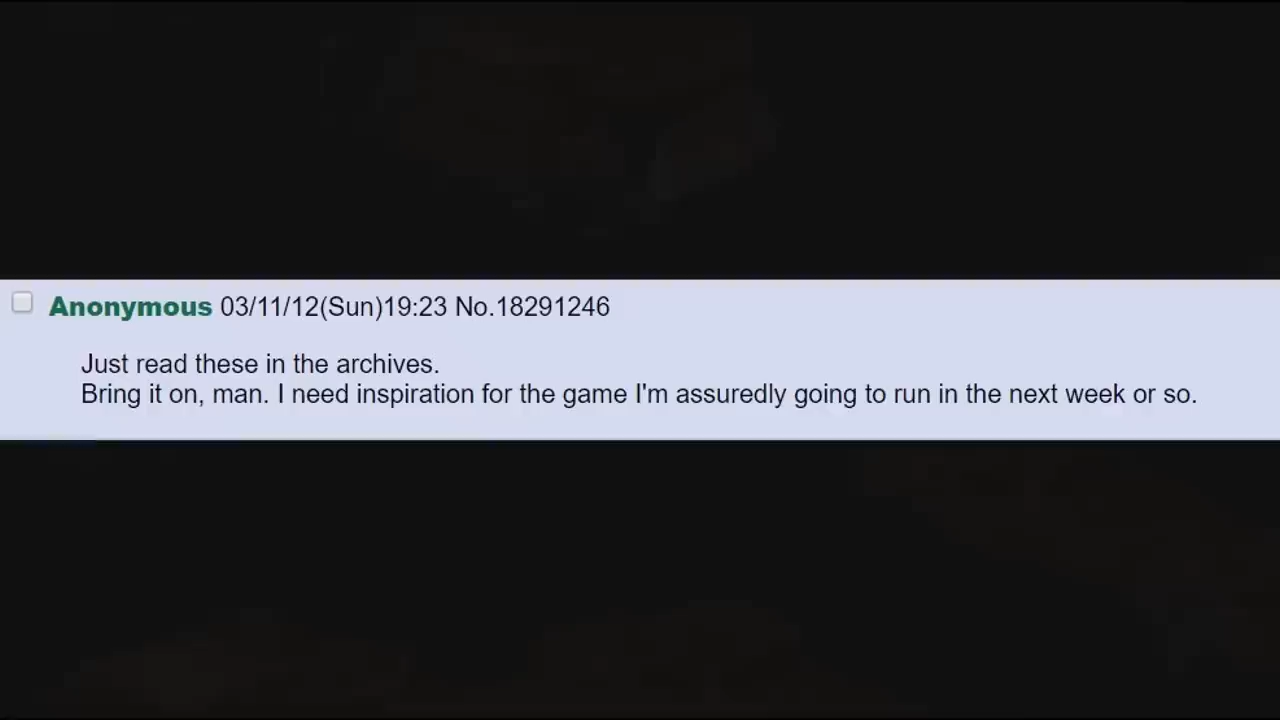 Anonymous 03/11/12(Sun)19:23 No.18291246
Just read these in the archives.
Bring it on, man. I need inspiration for the game I'm assuredly going to run in the next week or so.